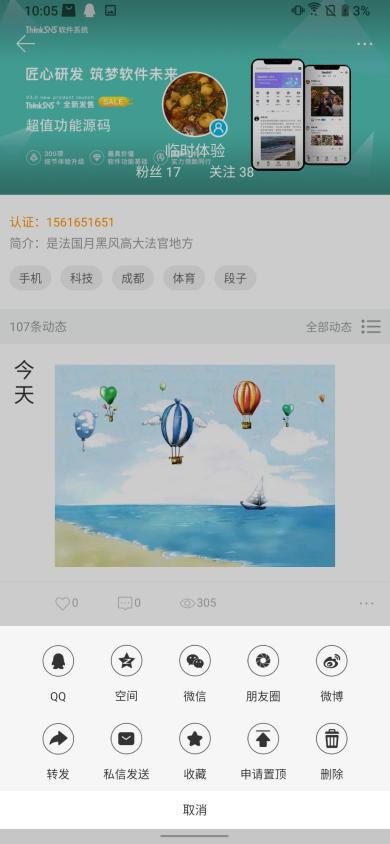 10:05
3%
ThinkSNS 软件系统
匠心研发 筑梦软件未来
V4.0 new product launch
ThinkSNS+ 全新发售 SALE
超值功能源码
300项
细节体验升级
最具价值
软件功能基础
实力领跑同行
临时体验
粉丝 17 关注 38
认证：1561651651
简介：是法国月黑风高大法官地方
手机 科技 成都 体育 段子
107条动态 全部动态
今
天
0 0 305
QQ 空间 微信 朋友圈 微博
转发 私信发送 收藏 申请置顶 删除
取消